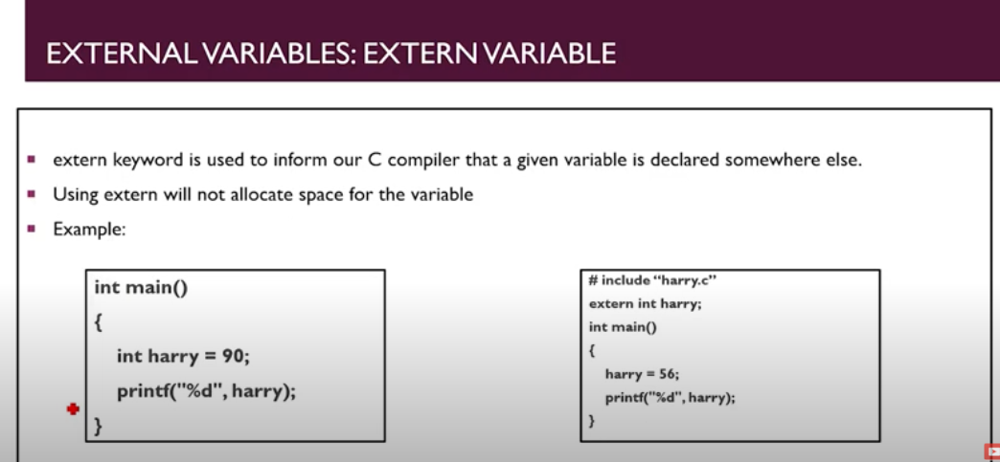 EXTERNAL VARIABLES: EXTERN VARIABLE
extern keyword is used to inform our C compiler that a given variable is declared somewhere else.
Using extern will not allocate space for the variable
Example:
int main()
{
int harry = 90;
printf("%d", harry);
}
# include “harry.c”
extern int harry;
int main()
{
harry = 56;
printf("%d", harry);
}